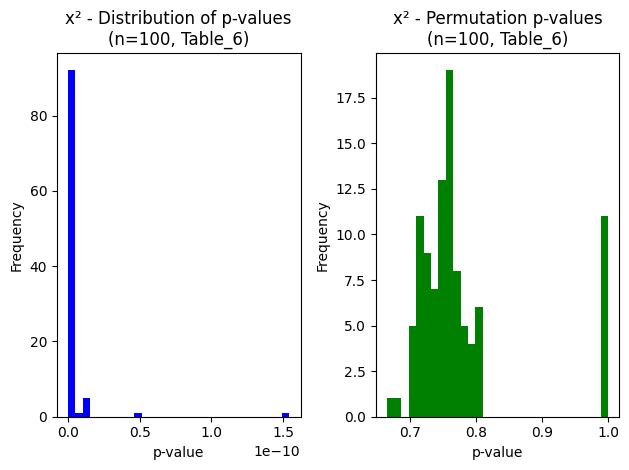 x² - Distribution of p-values
(n=100, Table_6)
Frequency
80
60
40
20
0
0.0
0.5
1.0
1.5
1e−10
p-value
x² - Permutation p-values
(n=100, Table_6)
Frequency
17.5
15.0
12.5
10.0
7.5
5.0
2.5
0.0
0.7
0.8
0.9
1.0
p-value